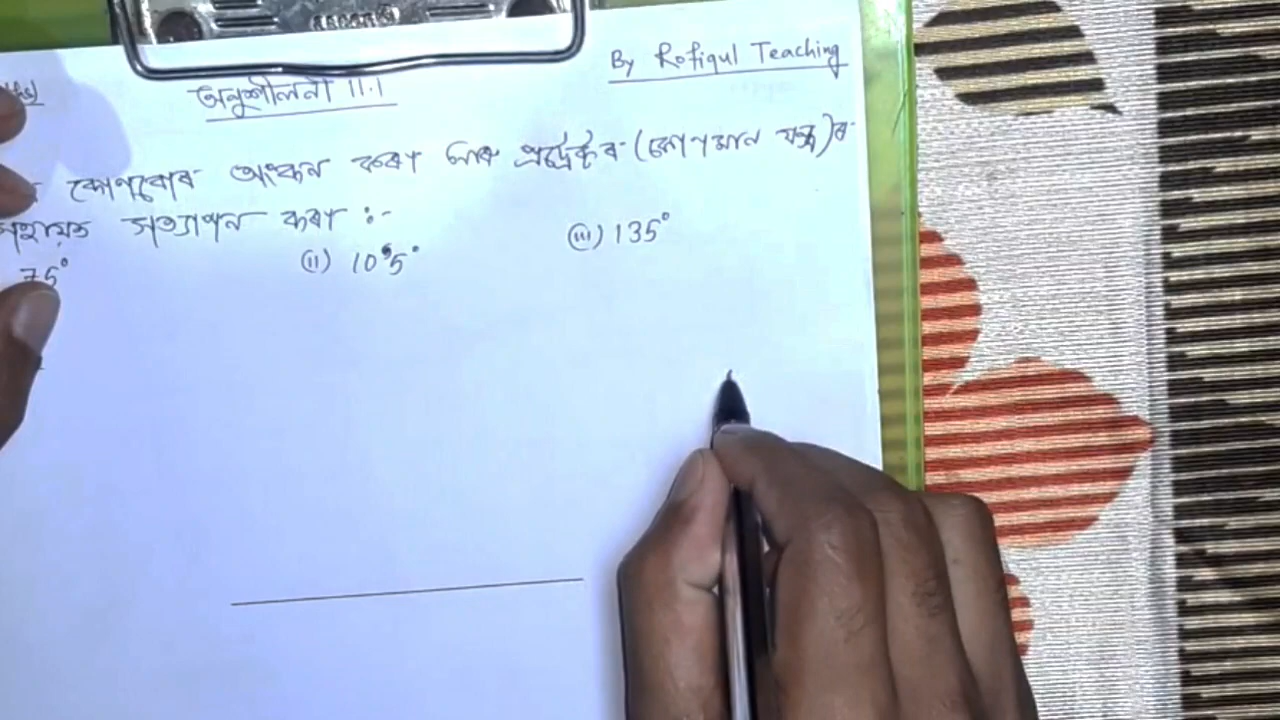 By Rofiqul Teaching
অনুশীলনী 11.1
কোণবোৰ অংকন কৰা আৰু প্ৰট্ৰেক্টৰ (কোণমান যন্ত্ৰ)ৰ
সহায়ত সত্যাপন কৰা :-
75° (ii) 105° (iii) 135°